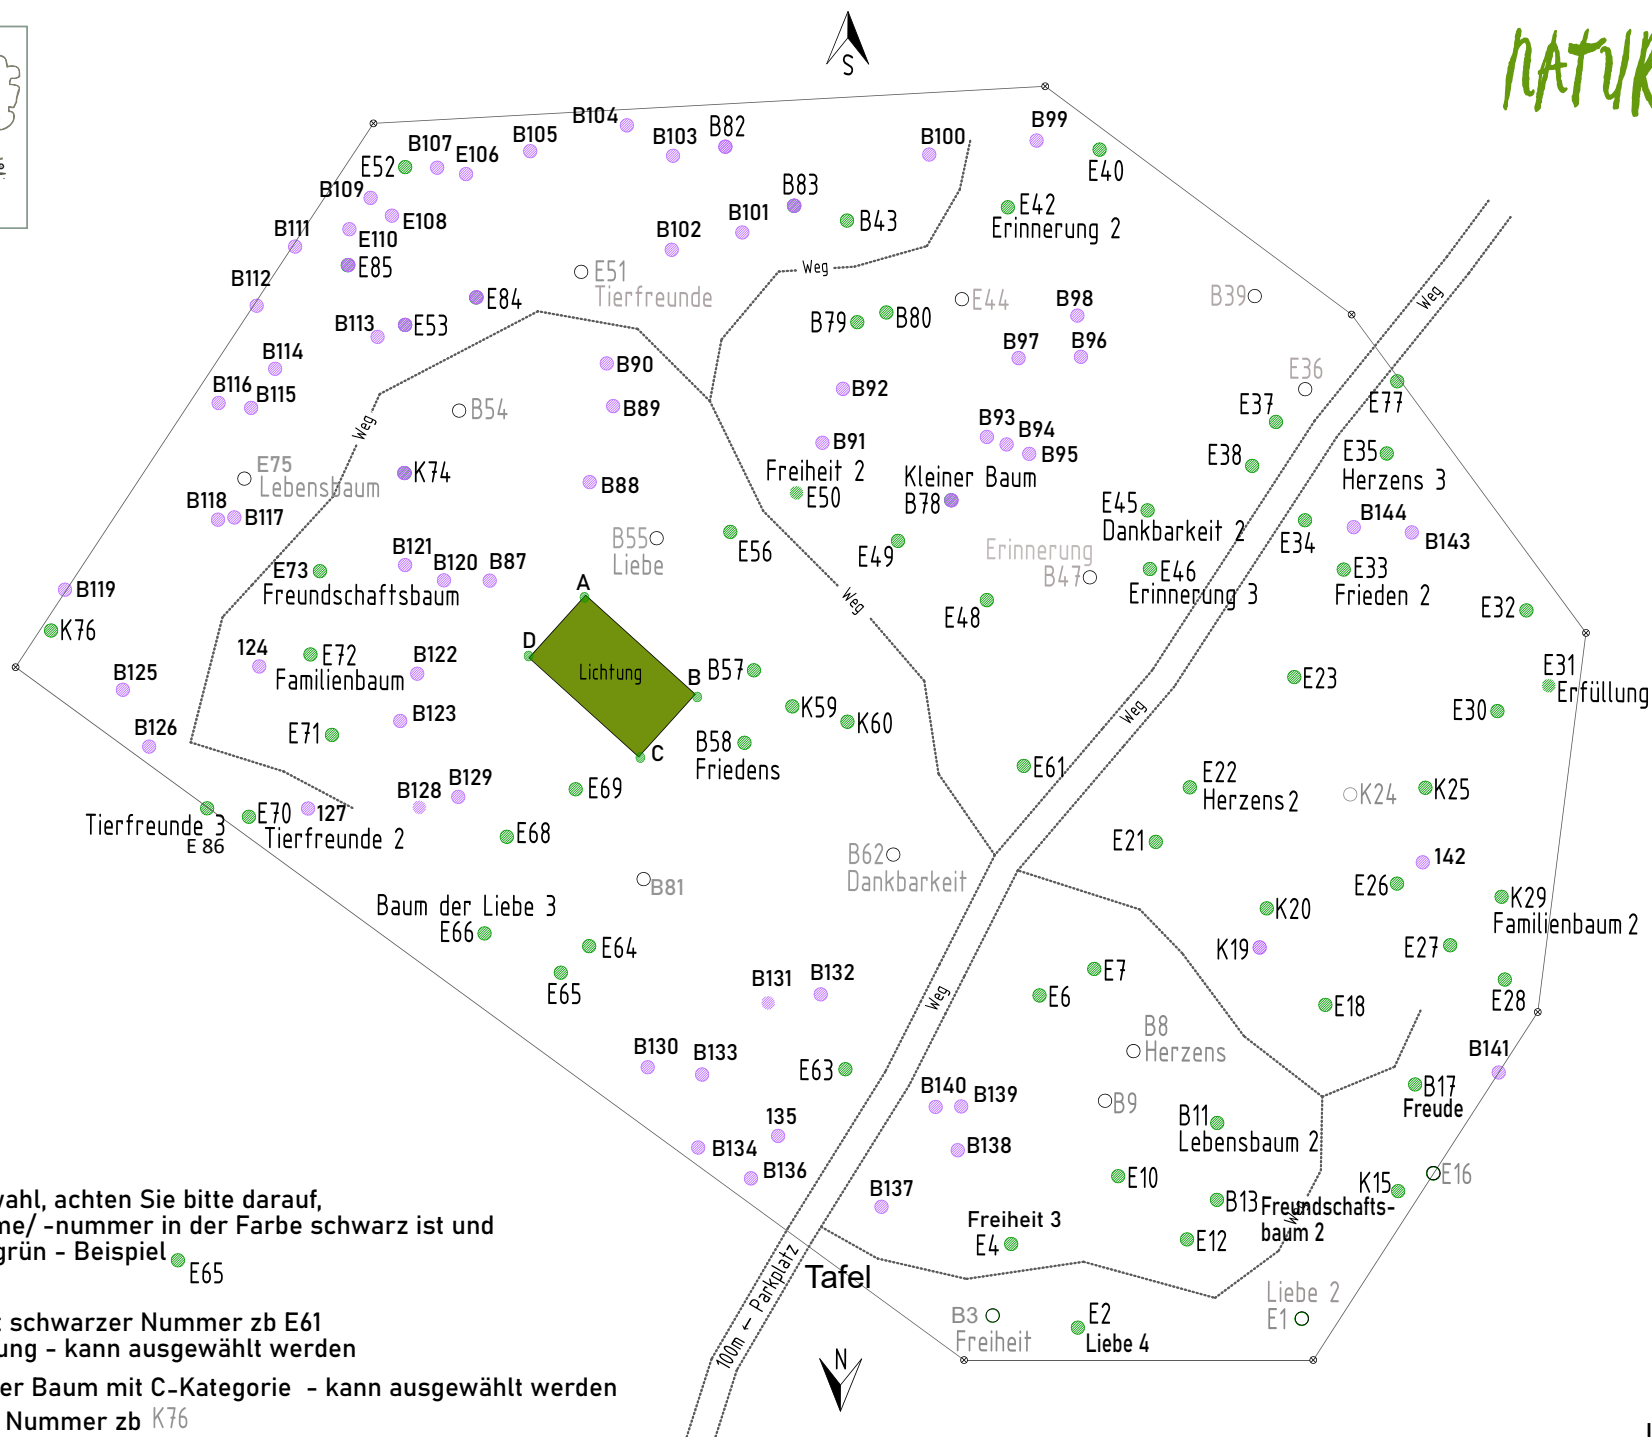 S
NATUR
B104
B103
B82
B105
B107
E106
E52
B100
B99
E40
B109
E108
B83
B43
E42
Erinnerung 2
B101
B102
B111
E110
E85
Weg
B112
E51
Tierfreunde
E84
E53
B113
B79
B80
E44
B98
B39
Weg
B97
B96
B114
B90
E36
E77
B116
B115
B54
B89
B92
E37
Weg
B91
B93
B94
B95
E38
E35
Herzens 3
E75
Lebensbaum
K74
B88
Freiheit 2
E50
Kleiner Baum
B78
E45
Dankbarkeit 2
B118
B117
B144
B143
E34
B55
Liebe
E56
E49
Erinnerung
B47
E46
Erinnerung 3
E33
Frieden 2
B121
B120
B87
E73
Freundschaftsbaum
A
Weg
E48
E32
B119
K76
124
E72
Familienbaum
B122
D
Lichtung
B
B57
E23
E31
Erfüllung
B125
B123
K59
K60
Weg
E30
B126
E71
C
B58
Friedens
E61
E22
Herzens 2
K24
K25
B128
B129
E69
E70
127
Tierfreunde 2
Tierfreunde 3
E 86
E68
E21
142
B62
Dankbarkeit
B81
E26
K29
Familienbaum 2
Baum der Liebe 3
E66
K20
E64
K19
E27
E65
B131
B132
E7
E6
Weg
E18
E28
B8
Herzens
B130
B133
E63
B141
B17
Freude
B140
B139
B9
B11
Lebensbaum 2
135
B134
B138
B136
E10
K15
E16
B137
B13
Freundschafts-
baum 2
Weg
Freiheit 3
E4
E12
100m ← Parkplatz
Tafel
Liebe 2
E1
B3
Freiheit
E2
Liebe 4
N
wahl, achten Sie bitte darauf,
me/ -nummer in der Farbe schwarz ist und
grün - Beispiel
E65
schwarzer Nummer zb E61
ung - kann ausgewählt werden
er Baum mit C-Kategorie - kann ausgewählt werden
Nummer zb K76